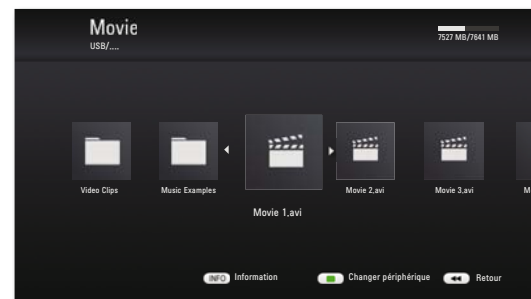 Movie
USB/....
7527 MB/7641 MB
Video Clips
Music Examples
Movie 1.avi
Movie 2.avi
Movie 3.avi
M
INFO Information
Changer périphérique
Retour